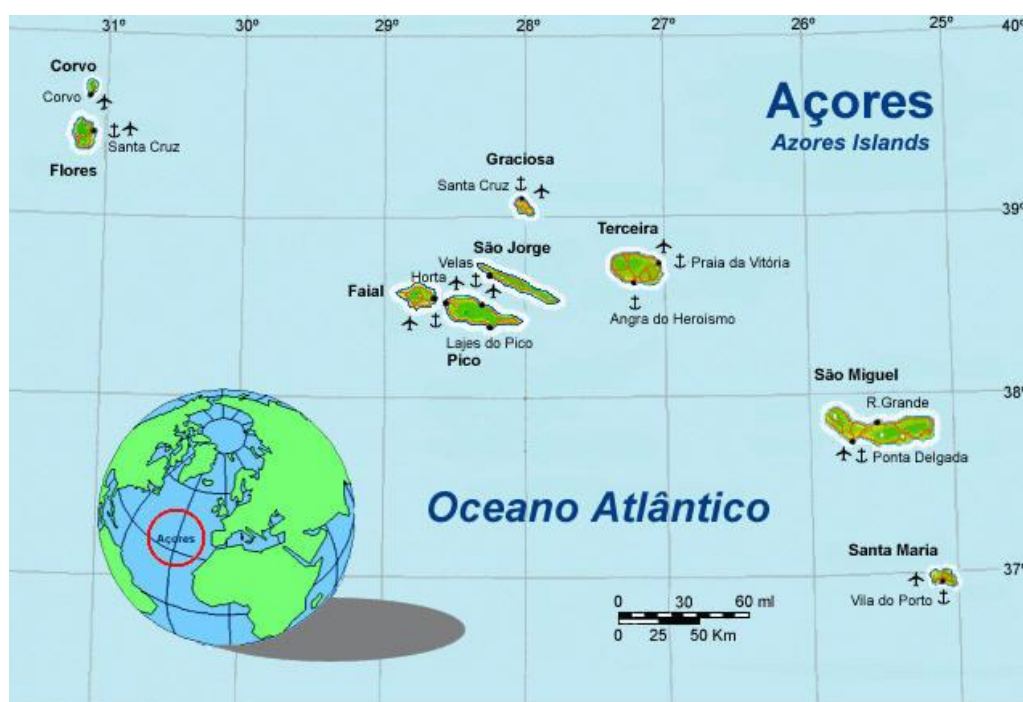 31º 30º 29º 28º 27º 26º 25º 40º
Corvo
Corvo
Santa Cruz
Flores
Açores
Azores Islands
Graciosa
Santa Cruz
39º
Terceira
Praia da Vitória
Angra do Heroismo
São Jorge
Velas
Horta
Faial
Lajes do Pico
Pico
São Miguel
38º
R.Grande
Ponta Delgada
Oceano Atlântico
Açores
Santa Maria
37º
Vila do Porto
0 30 60 ml
0 25 50 Km